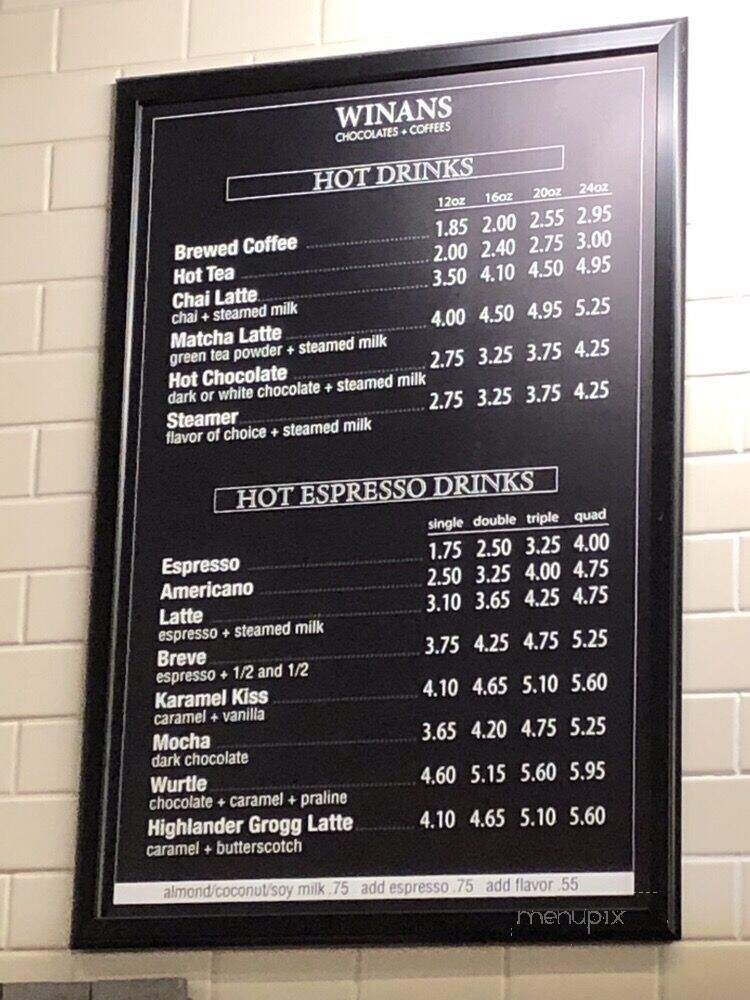 WINANS
CHOCOLATES + COFFEES
HOT DRINKS
12oz 16oz 20oz 24oz
Brewed Coffee 1.85 2.00 2.55 2.95
Hot Tea 2.00 2.40 2.75 3.00
Chai Latte 3.50 4.10 4.50 4.95
chai + steamed milk
Matcha Latte 4.00 4.50 4.95 5.25
green tea powder + steamed milk
Hot Chocolate 2.75 3.25 3.75 4.25
dark or white chocolate + steamed milk
Steamer 2.75 3.25 3.75 4.25
flavor of choice + steamed milk
HOT ESPRESSO DRINKS
single double triple quad
Espresso 1.75 2.50 3.25 4.00
Americano 2.50 3.25 4.00 4.75
Latte 3.10 3.65 4.25 4.75
espresso + steamed milk
Breve 3.75 4.25 4.75 5.25
espresso + 1/2 and 1/2
Karamel Kiss 4.10 4.65 5.10 5.60
caramel + vanilla
Mocha 3.65 4.20 4.75 5.25
dark chocolate
Wurtle 4.60 5.15 5.60 5.95
chocolate + caramel + praline
Highlander Grogg Latte 4.10 4.65 5.10 5.60
caramel + butterscotch
almond/coconut/soy milk .75 add espresso .75 add flavor .55
menupix